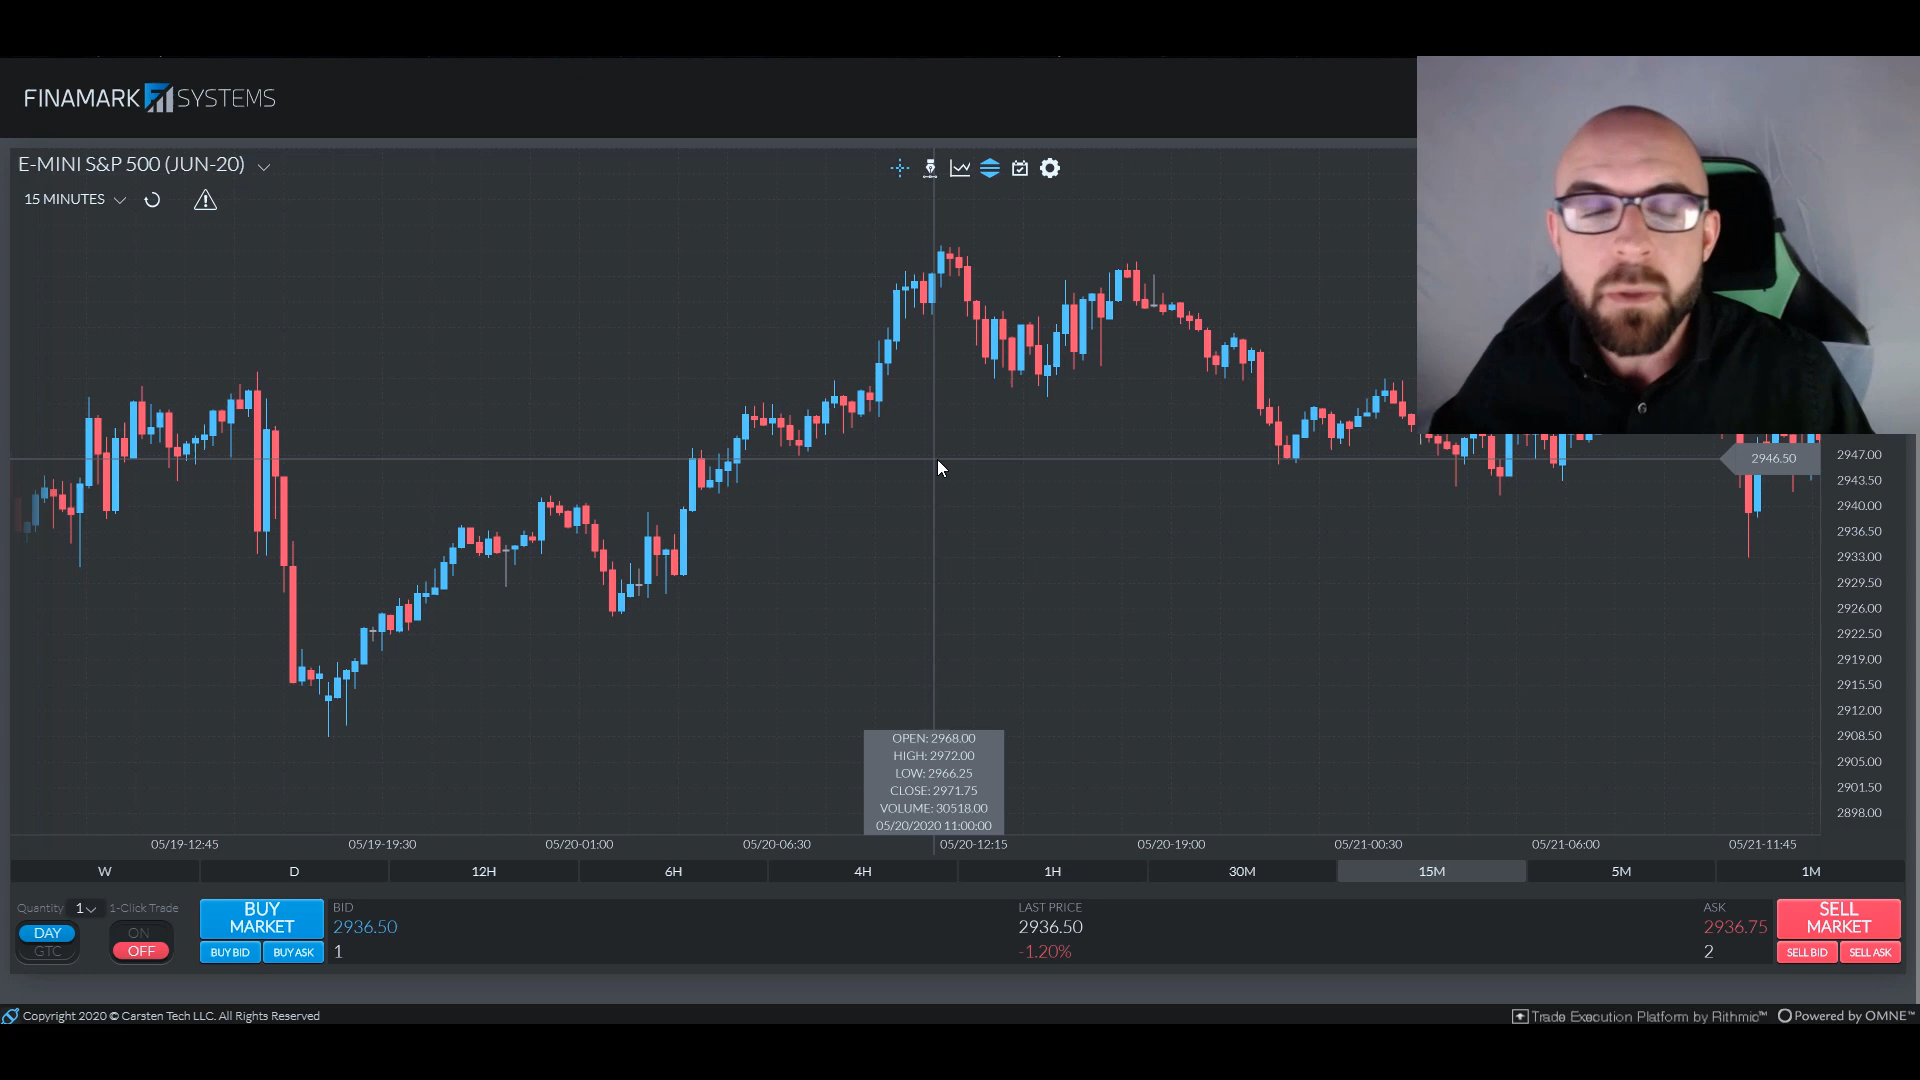 FINAMARK SYSTEMS
E-MINI S&P 500 (JUN-20)
15 MINUTES
2946.50
2947.00
2943.50
2940.00
2936.50
2933.00
2929.50
2926.00
2922.50
2919.00
2915.50
2912.00
2908.50
2905.00
2901.50
2898.00
OPEN: 2968.00
HIGH: 2972.00
LOW: 2966.25
CLOSE: 2971.75
VOLUME: 30518.00
05/20/2020 11:00:00
05/19-12:45 05/19-19:30 05/20-01:00 05/20-06:30 05/20-12:15 05/20-19:00 05/21-00:30 05/21-06:00 05/21-11:45
W D 12H 6H 4H 1H 30M 15M 5M 1M
Quantity 1 1-Click Trade
DAY
GTC
ON
OFF
BUY
MARKET
BUY BID BUY ASK
BID
2936.50
1
LAST PRICE
2936.50
-1.20%
ASK
2936.75
2
SELL
MARKET
SELL BID SELL ASK
Copyright 2020 © Carsten Tech LLC. All Rights Reserved
Trade Execution Platform by Rithmic™ Powered by OMNE™